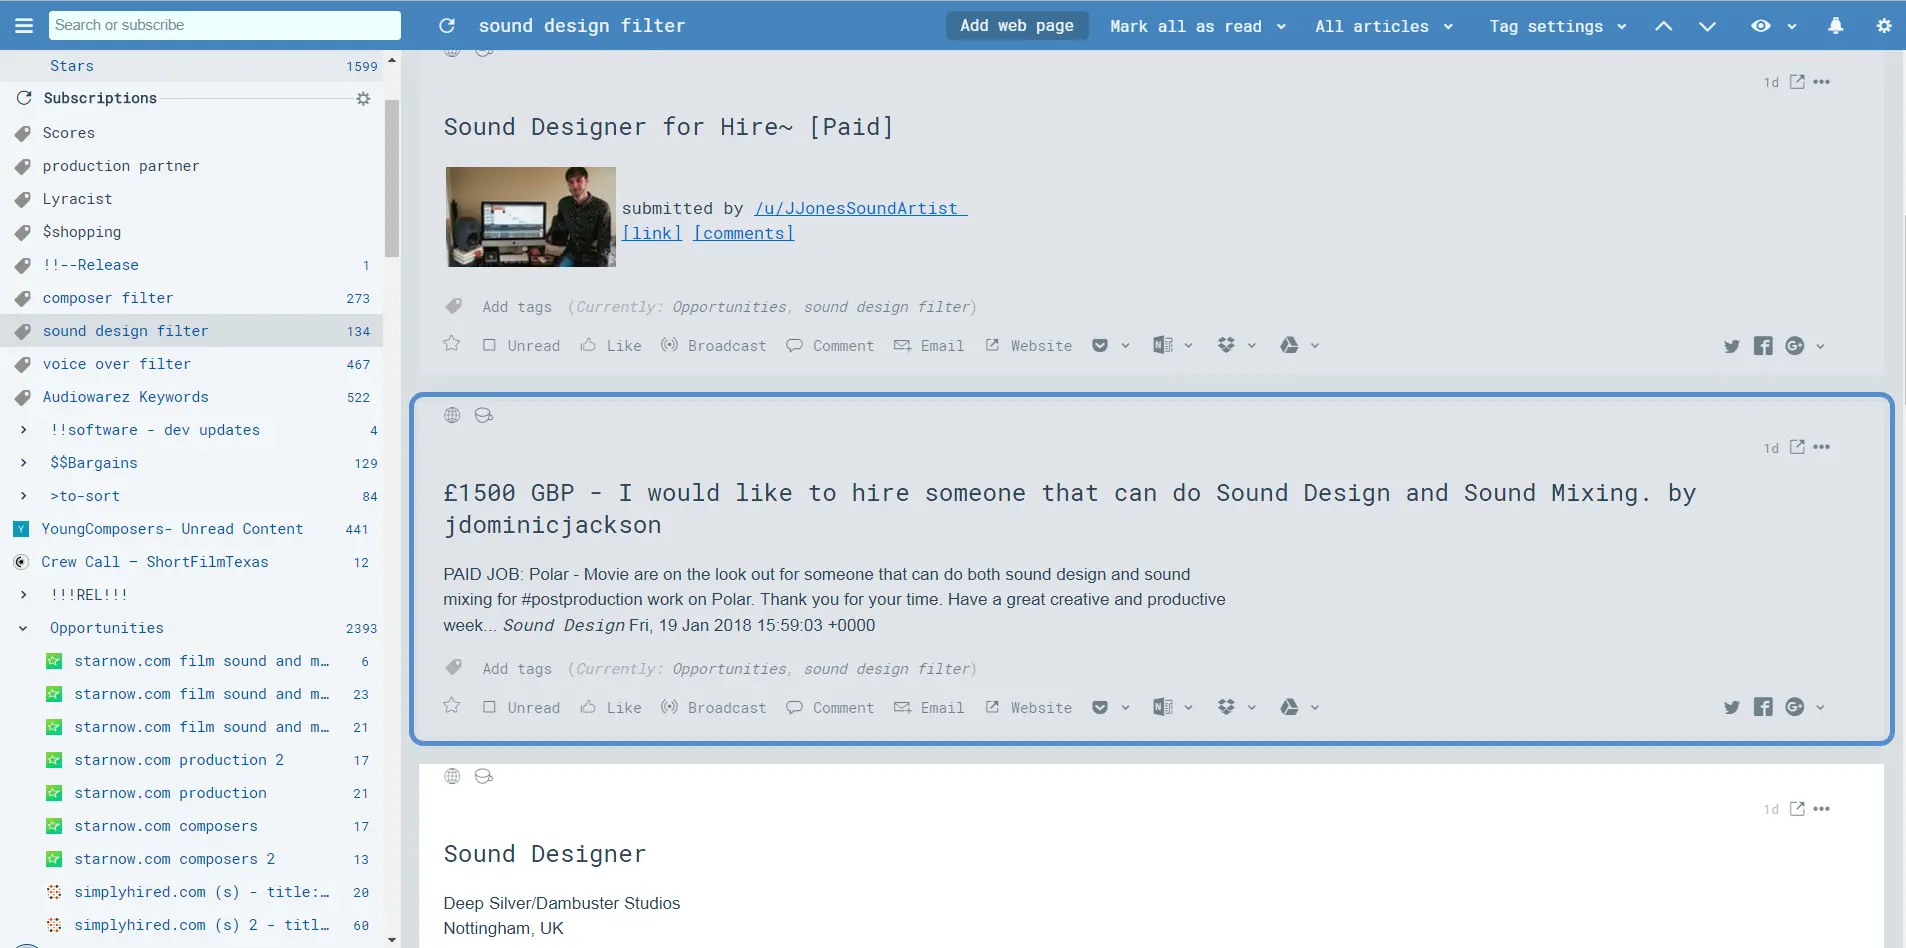 Search or subscribe
sound design filter
Add web page
Mark all as read
All articles
Tag settings
Stars 1599
Subscriptions
Scores
production partner
Lyracist
$shopping
!!--Release 1
composer filter 273
sound design filter 134
voice over filter 467
Audiowarez Keywords 522
!!software - dev updates 4
$$Bargains 129
>to-sort 84
Y YoungComposers- Unread Content 441
Crew Call – ShortFilmTexas 12
!!!REL!!!
Opportunities 2393
starnow.com film sound and m… 6
starnow.com film sound and m… 23
starnow.com film sound and m… 21
starnow.com production 2 17
starnow.com production 21
starnow.com composers 17
starnow.com composers 2 13
simplyhired.com (s) - title:… 20
simplyhired.com (s) 2 - titl… 60
1d
Sound Designer for Hire~ [Paid]
submitted by /u/JJonesSoundArtist
[link] [comments]
Add tags (Currently: Opportunities, sound design filter)
Unread Like Broadcast Comment Email Website
1d
£1500 GBP - I would like to hire someone that can do Sound Design and Sound Mixing. by
jdominicjackson
PAID JOB: Polar - Movie are on the look out for someone that can do both sound design and sound
mixing for #postproduction work on Polar. Thank you for your time. Have a great creative and productive
week... Sound Design Fri, 19 Jan 2018 15:59:03 +0000
Add tags (Currently: Opportunities, sound design filter)
Unread Like Broadcast Comment Email Website
1d
Sound Designer
Deep Silver/Dambuster Studios
Nottingham, UK